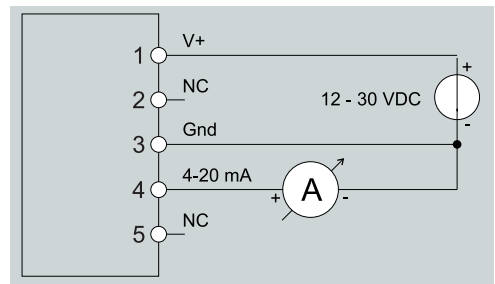 1 V+
+
2 NC
12 - 30 VDC
-
3 Gnd
4 4-20 mA
+ A -
5 NC